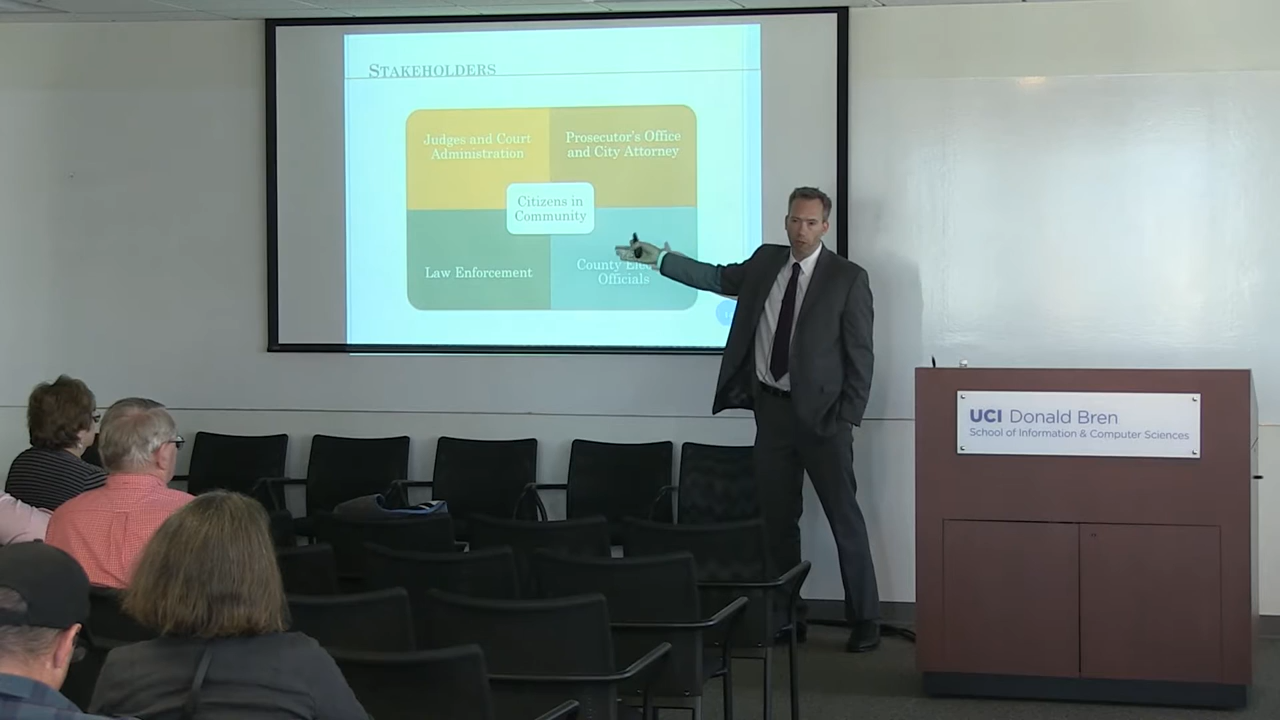 STAKEHOLDERS
Judges and Court
Administration
Prosecutor's Office
and City Attorney
Citizens in
Community
Law Enforcement
County
Officials
UCI Donald Bren
School of Information & Computer Sciences